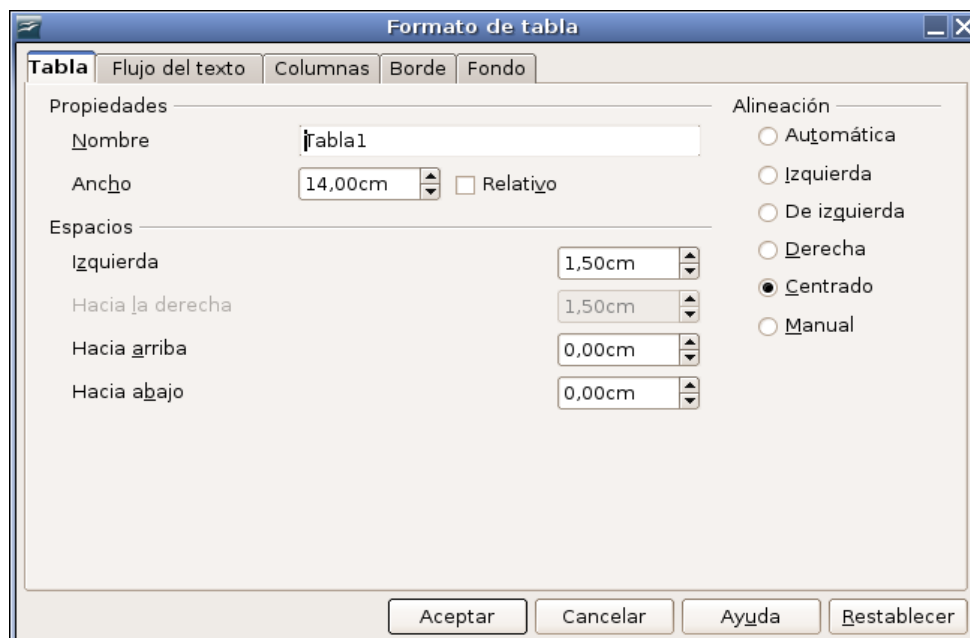 Formato de tabla
Tabla Flujo del texto Columnas Borde Fondo
Propiedades
Nombre Tabla1
Ancho 14,00cm Relativo
Espacios
Izquierda 1,50cm
Hacia la derecha 1,50cm
Hacia arriba 0,00cm
Hacia abajo 0,00cm
Alineación
Automática
Izquierda
De izquierda
Derecha
Centrado
Manual
Aceptar Cancelar Ayuda Restablecer